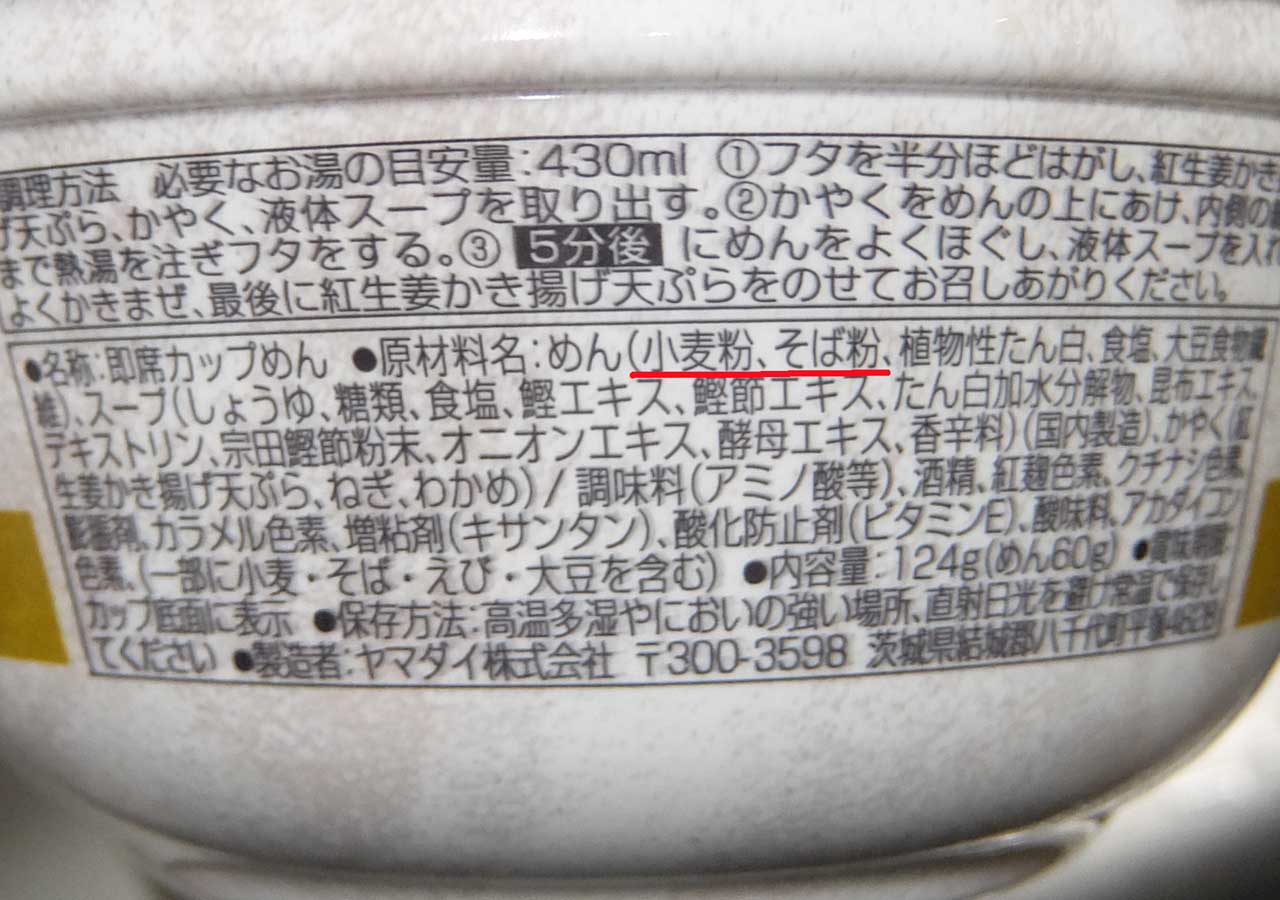 調理方法 必要なお湯の目安量:430ml ①フタを半分ほどはがし、紅生姜かき
げ天ぷら、かやく、液体スープを取り出す。②かやくをめんの上にあけ、内側の
まで熱湯を注ぎフタをする。③ 5分後 にめんをよくほぐし、液体スープを入れ
よくかきまぜ、最後に紅生姜かき揚げ天ぷらをのせてお召しあがりください。
●名称:即席カップめん ●原材料名:めん(小麦粉、そば粉、植物性たん白、食塩、大豆食物繊
維)、スープ(しょうゆ、糖類、食塩、鰹エキス、鰹節エキス、たん白加水分解物、昆布エキス、
デキストリン、宗田鰹節粉末、オニオンエキス、酵母エキス、香辛料)(国内製造)、かやく(紅
生姜かき揚げ天ぷら、ねぎ、わかめ)/調味料(アミノ酸等)、酒精、紅麹色素、クチナシ色素、
膨張剤、カラメル色素、増粘剤(キサンタン)、酸化防止剤(ビタミンE)、酸味料、アカダイコン
色素、(一部に小麦・そば・えび・大豆を含む) ●内容量:124g(めん60g) ●賞味期限:
カップ底面に表示 ●保存方法:高温多湿やにおいの強い場所、直射日光を避け常温で保存し
てください ●製造者:ヤマダイ株式会社 〒300-3598 茨城県結城郡八千代町平塚4828